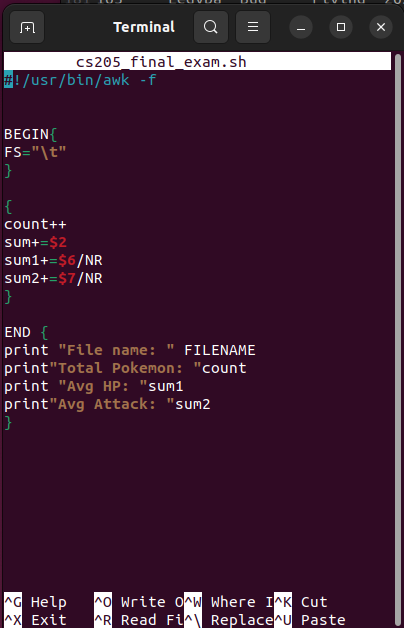 Terminal
cs205_final_exam.sh
#!/usr/bin/awk -f
BEGIN{
FS="\t"
}
{
count++
sum+=$2
sum1+=$6/NR
sum2+=$7/NR
}
END {
print "File name: " FILENAME
print"Total Pokemon: "count
print "Avg HP: "sum1
print"Avg Attack: "sum2
}
^G Help ^O Write O^W Where I^K Cut
^X Exit ^R Read Fi^\ Replace^U Paste